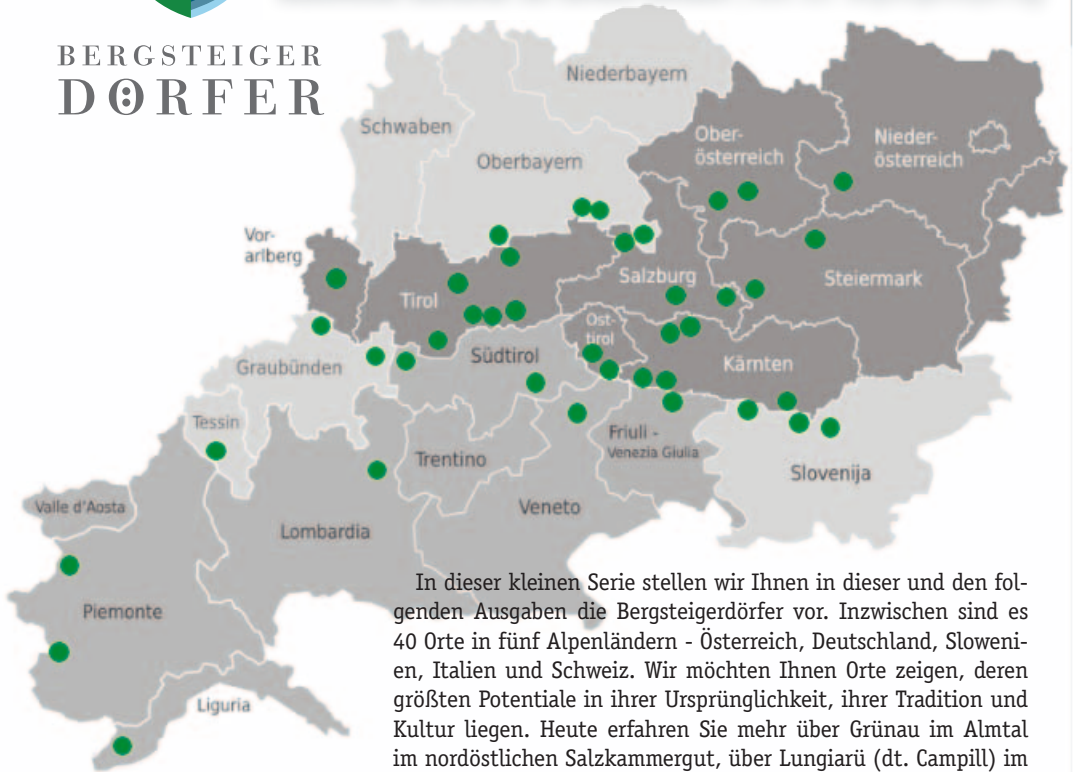 BERGSTEIGER
DÖRFER
Niederbayern
Schwaben
Oberbayern
Ober-
österreich
Nieder-
österreich
Vor-
arlberg
Tirol
Salzburg
Steiermark
Ost-
tirol
Südtirol
Kärnten
Graubünden
Tessin
Trentino
Friuli -
Venezia Giulia
Slovenija
Valle d'Aosta
Veneto
Lombardia
Piemonte
Liguria
In dieser kleinen Serie stellen wir Ihnen in dieser und den fol-
genden Ausgaben die Bergsteigerdörfer vor. Inzwischen sind es
40 Orte in fünf Alpenländern - Österreich, Deutschland, Sloweni-
en, Italien und Schweiz. Wir möchten Ihnen Orte zeigen, deren
größten Potentiale in ihrer Ursprünglichkeit, ihrer Tradition und
Kultur liegen. Heute erfahren Sie mehr über Grünau im Almtal
im nordöstlichen Salzkammergut, über Lungiarü (dt. Campill) im